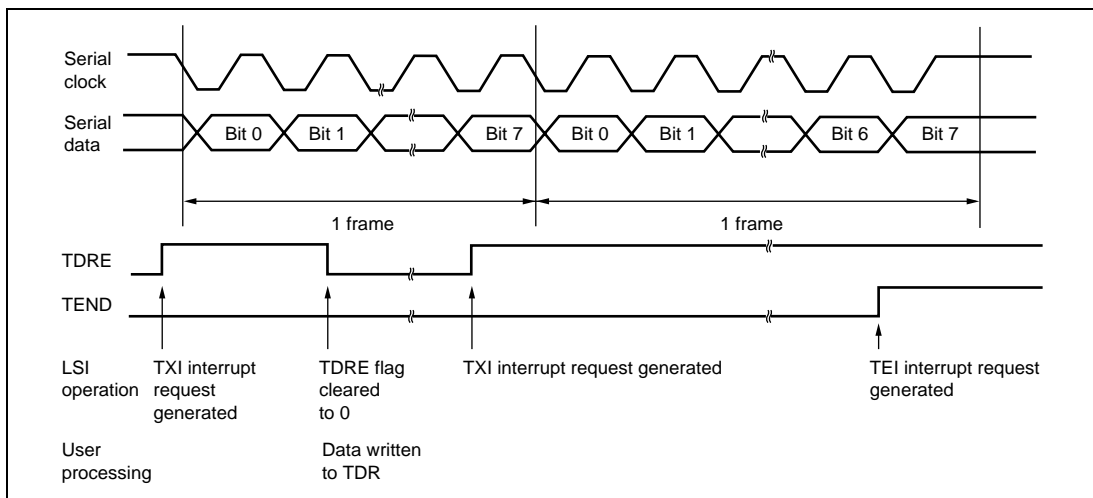 Serial
clock
Serial
data
Bit 0
Bit 1
Bit 7
Bit 0
Bit 1
Bit 6
Bit 7
1 frame
1 frame
TDRE
TEND
LSI
operation
TXI interrupt
request
generated
TDRE flag
cleared
to 0
TXI interrupt request generated
TEI interrupt request
generated
User
processing
Data written
to TDR